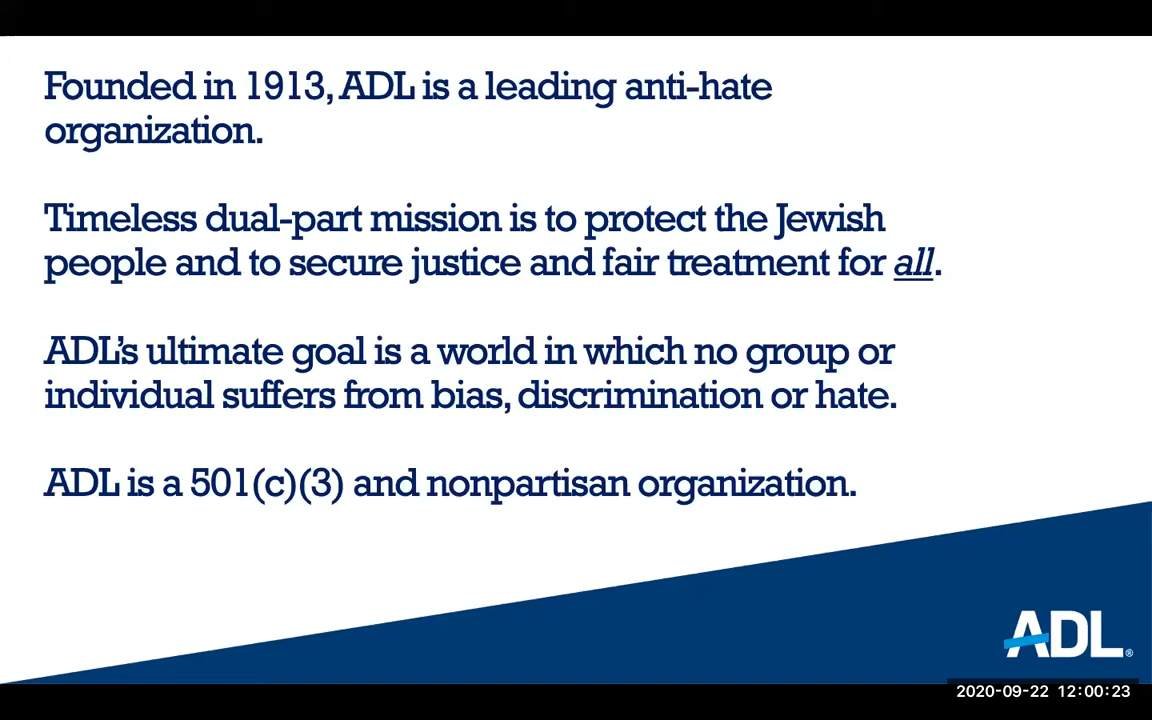 Founded in 1913, ADL is a leading anti-hate
organization.
Timeless dual-part mission is to protect the Jewish
people and to secure justice and fair treatment for all.
ADL's ultimate goal is a world in which no group or
individual suffers from bias, discrimination or hate.
ADL is a 501(c)(3) and nonpartisan organization.
ADL®
2020-09-22 12:00:23